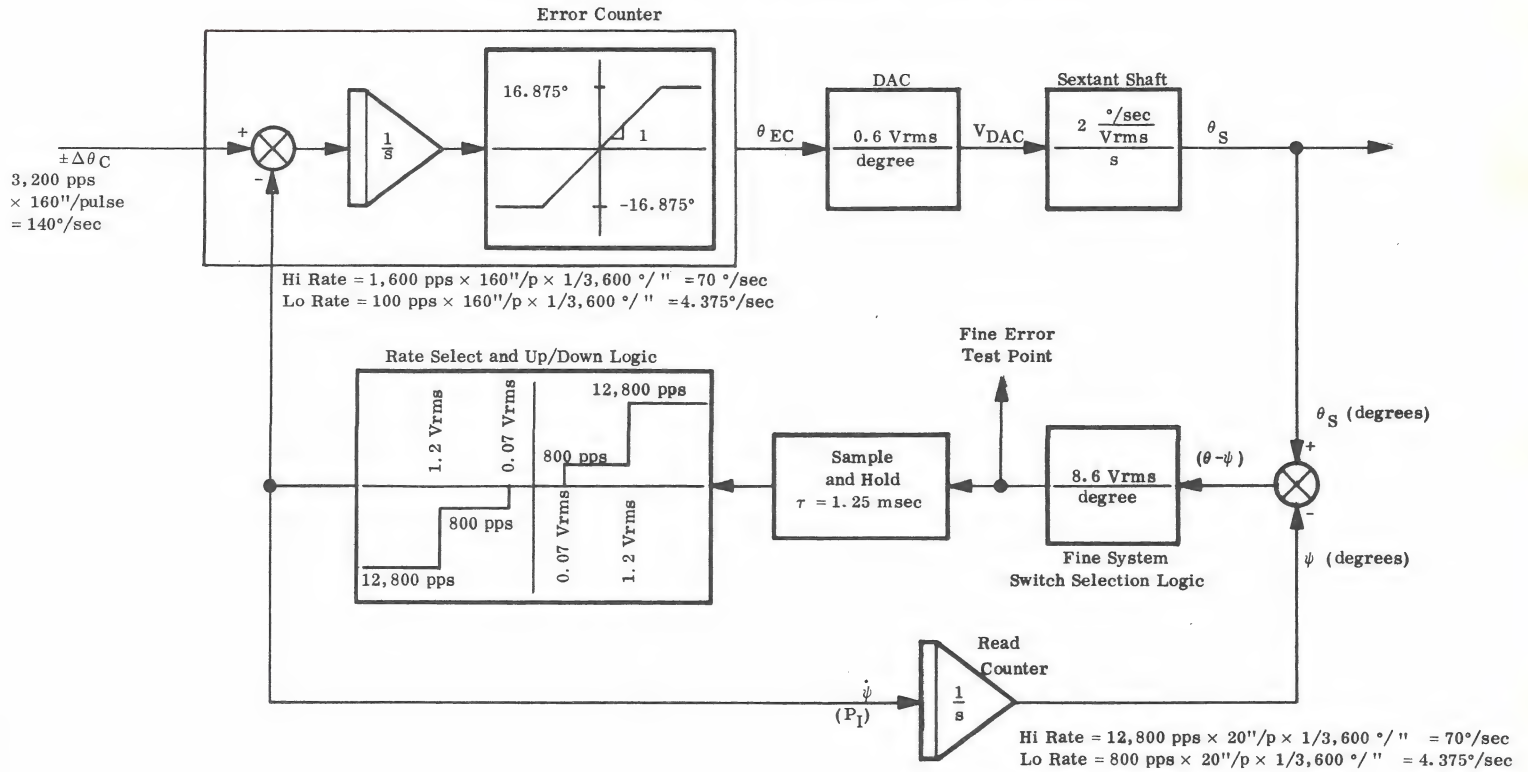 Error Counter
16.875°
1
-16.875°
+
-
1/s
± Δθ C
3,200 pps
× 160"/pulse
= 140°/sec
θ EC
DAC
0.6 Vrms
degree
V DAC
Sextant Shaft
2 °/sec
Vrms
s
θ S
Hi Rate = 1,600 pps × 160"/p × 1/3,600 °/ " = 70 °/sec
Lo Rate = 100 pps × 160"/p × 1/3,600 °/ " = 4.375°/sec
Rate Select and Up/Down Logic
1.2 Vrms
0.07 Vrms
12,800 pps
800 pps
800 pps
12,800 pps
0.07 Vrms
1.2 Vrms
Sample
and Hold
τ = 1.25 msec
Fine Error
Test Point
8.6 Vrms
degree
Fine System
Switch Selection Logic
(θ-ψ)
θ S (degrees)
+
-
ψ (degrees)
ψ̇
(P I)
Read
Counter
1/s
Hi Rate = 12,800 pps × 20"/p × 1/3,600 °/ " = 70°/sec
Lo Rate = 800 pps × 20"/p × 1/3,600 °/ " = 4.375°/sec